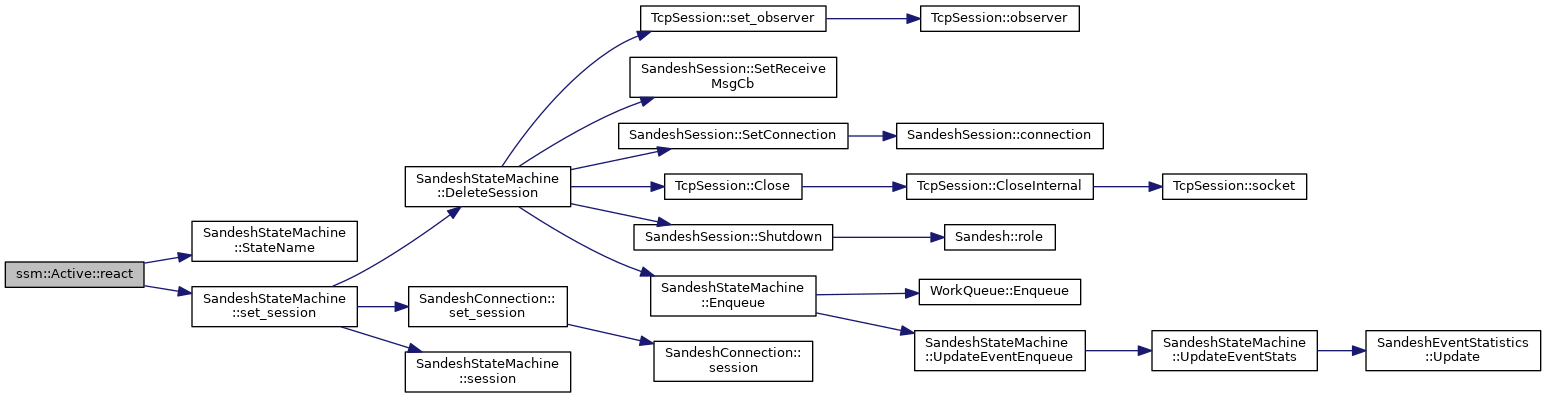 ssm::Active::react
SandeshStateMachine
::StateName
SandeshStateMachine
::set_session
SandeshStateMachine
::DeleteSession
SandeshConnection::
set_session
SandeshStateMachine
::session
TcpSession::set_observer
TcpSession::observer
SandeshSession::SetReceive
MsgCb
SandeshSession::SetConnection
SandeshSession::connection
TcpSession::Close
TcpSession::CloseInternal
TcpSession::socket
SandeshSession::Shutdown
Sandesh::role
SandeshStateMachine
::Enqueue
WorkQueue::Enqueue
SandeshStateMachine
::UpdateEventEnqueue
SandeshStateMachine
::UpdateEventStats
SandeshEventStatistics
::Update
SandeshConnection::
session